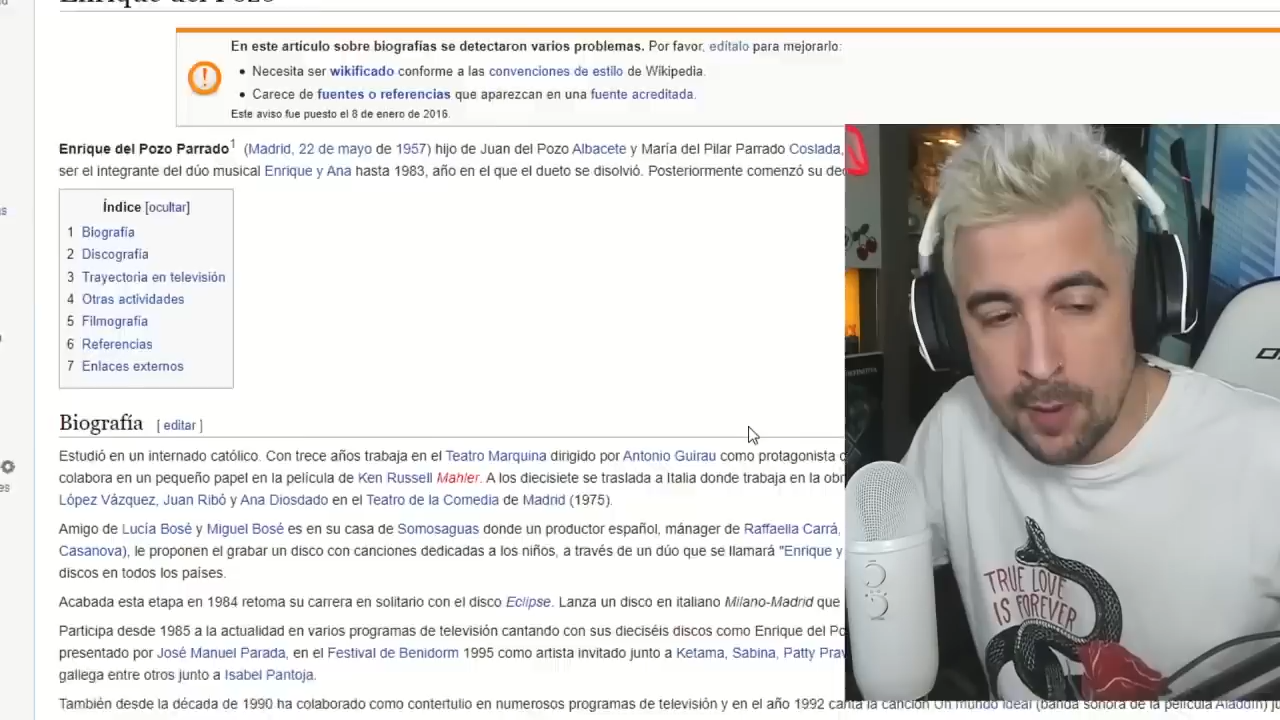 Enrique del Pozo
En este artículo sobre biografías se detectaron varios problemas. Por favor, edítalo para mejorarlo:
• Necesita ser wikificado conforme a las convenciones de estilo de Wikipedia.
• Carece de fuentes o referencias que aparezcan en una fuente acreditada.
Este aviso fue puesto el 8 de enero de 2016.
Enrique del Pozo Parrado1 (Madrid, 22 de mayo de 1957) hijo de Juan del Pozo Albacete y María del Pilar Parrado Coslada,
ser el integrante del dúo musical Enrique y Ana hasta 1983, año en el que el dueto se disolvió. Posteriormente comenzó su
Índice [ocultar]
1 Biografía
2 Discografía
3 Trayectoria en televisión
4 Otras actividades
5 Filmografía
6 Referencias
7 Enlaces externos
Biografía [ editar ]
Estudió en un internado católico. Con trece años trabaja en el Teatro Marquina dirigido por Antonio Guirau como protagonista
colabora en un pequeño papel en la película de Ken Russell Mahler. A los diecisiete se traslada a Italia donde trabaja en la
López Vázquez, Juan Ribó y Ana Diosdado en el Teatro de la Comedia de Madrid (1975).
Amigo de Lucía Bosé y Miguel Bosé es en su casa de Somosaguas donde un productor español, mánager de Raffaella Carrá,
Casanova), le proponen el grabar un disco con canciones dedicadas a los niños, a través de un dúo que se llamará "Enrique y
discos en todos los países.
Acabada esta etapa en 1984 retoma su carrera en solitario con el disco Eclipse. Lanza un disco en italiano Milano-Madrid que
Participa desde 1985 a la actualidad en varios programas de televisión cantando con sus dieciséis discos como Enrique del
presentado por José Manuel Parada, en el Festival de Benidorm 1995 como artista invitado junto a Ketama, Sabina, Patty
gallega entre otros junto a Isabel Pantoja.
También desde la década de 1990 ha colaborado como contertulio en numerosos programas de televisión y en el año 1992 canta la canción Un mundo ideal (banda sonora de la película Aladdín)
TRUE LOVE
IS FOREVER